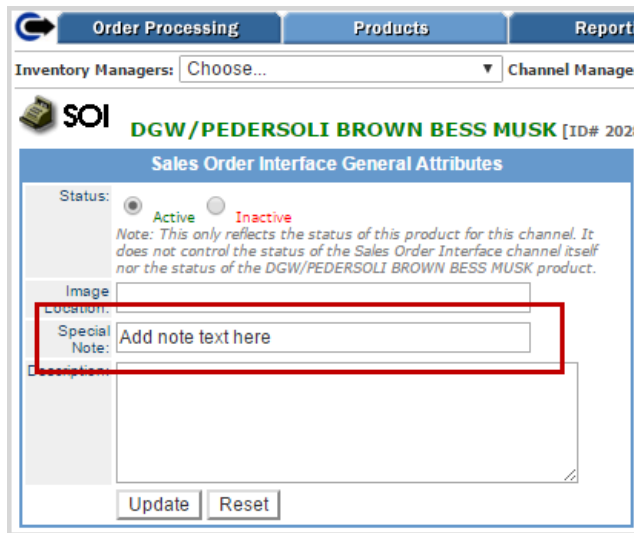 Order Processing Products Report
Inventory Managers: Choose... Channel Manage
SOI DGW/PEDERSOLI BROWN BESS MUSK [ID# 202
Sales Order Interface General Attributes
Status: Active Inactive
Note: This only reflects the status of this product for this channel. It
does not control the status of the Sales Order Interface channel itself
nor the status of the DGW/PEDERSOLI BROWN BESS MUSK product.
Image
Location:
Special
Note: Add note text here
Description:
Update Reset